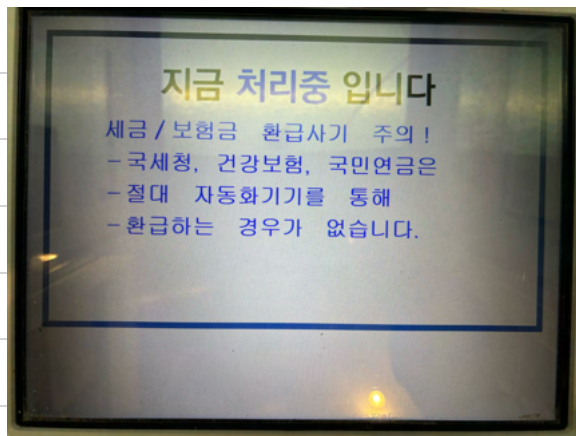 지금 처리중 입니다
세금/보험금 환급사기 주의!
-국세청, 건강보험, 국민연금은
-절대 자동화기기를 통해
-환급하는 경우가 없습니다.